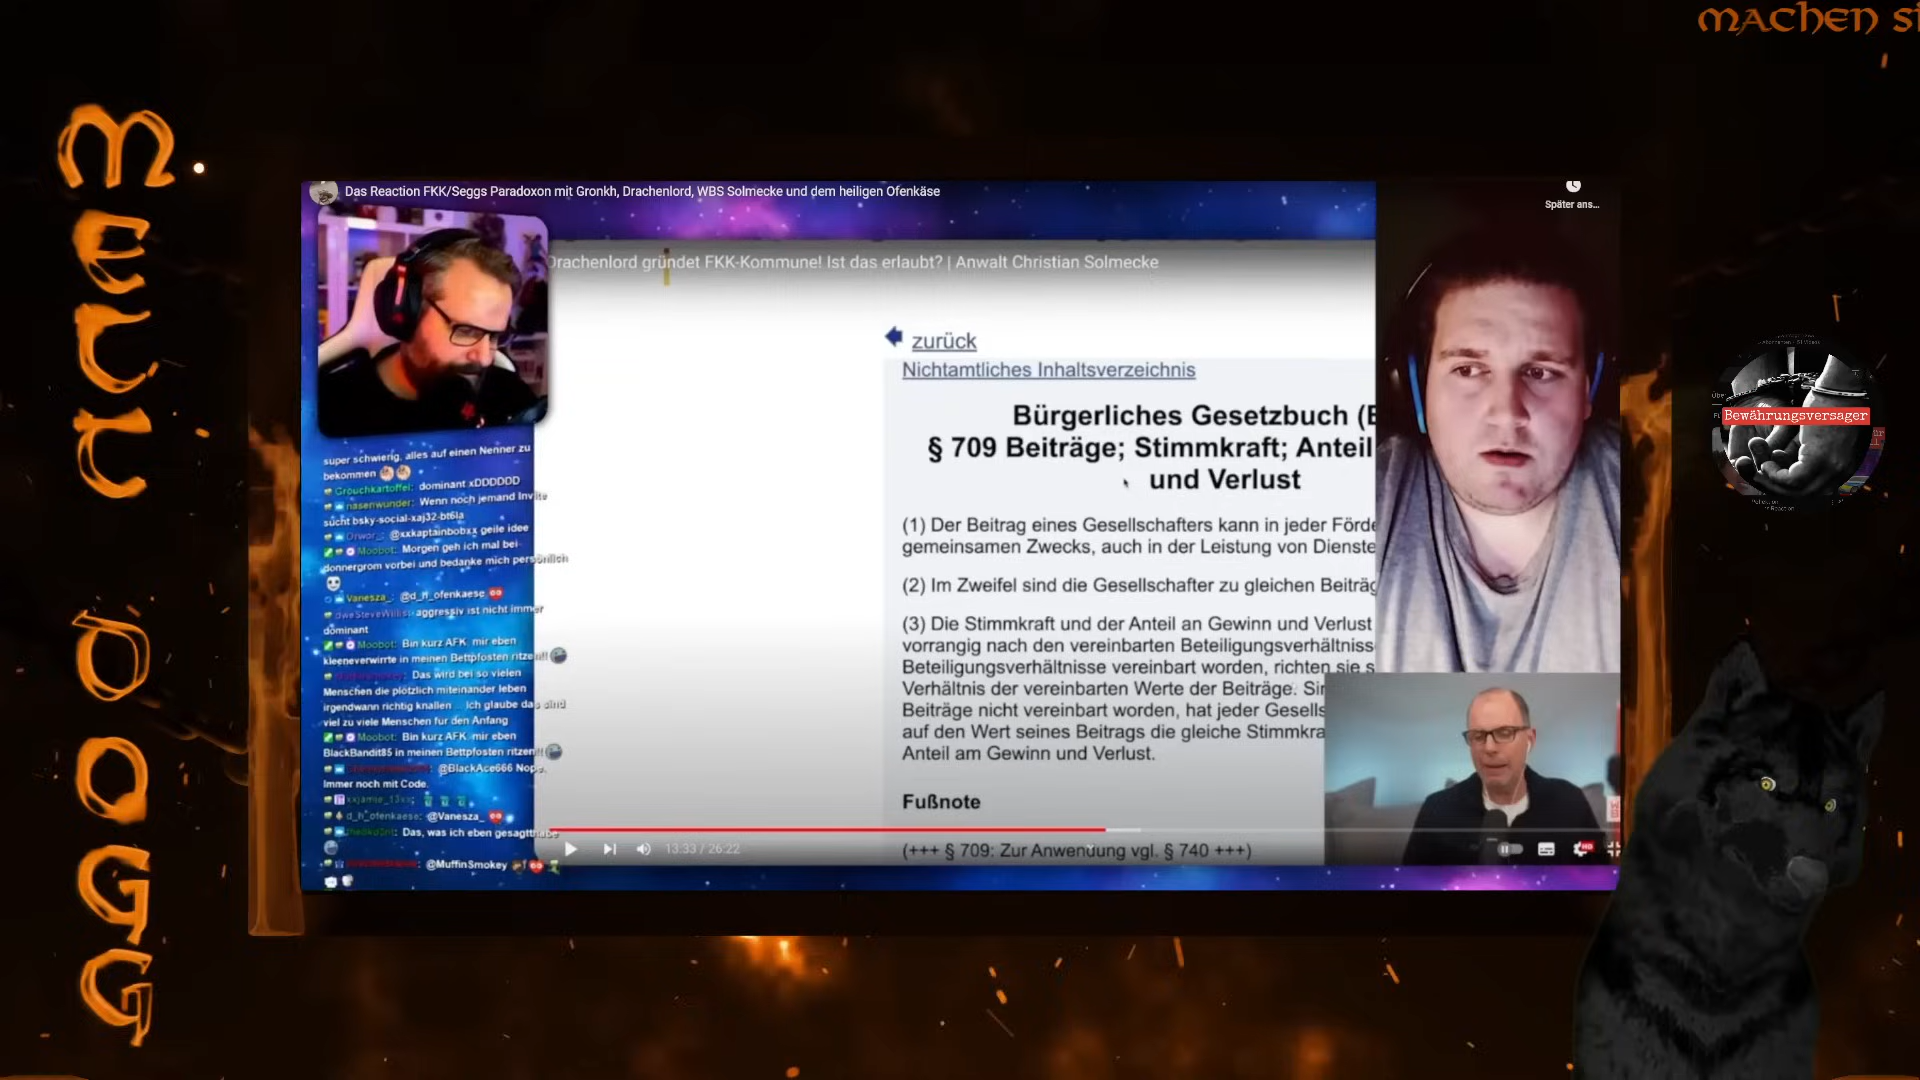 MACHEN SI
METT DOGG
Das Reaction FKK/Seggs Paradoxon mit Gronkh, Drachenlord, WBS Solmecke und dem heiligen Ofenkäse
Später ans...
Drachenlord gründet FKK-Kommune! Ist das erlaubt? | Anwalt Christian Solmecke
zurück
Nichtamtliches Inhaltsverzeichnis
Bürgerliches Gesetzbuch (B
§ 709 Beiträge; Stimmkraft; Anteil
und Verlust
(1) Der Beitrag eines Gesellschafters kann in jeder Förde
gemeinsamen Zwecks, auch in der Leistung von Dienste
(2) Im Zweifel sind die Gesellschafter zu gleichen Beiträg
(3) Die Stimmkraft und der Anteil an Gewinn und Verlust
vorrangig nach den vereinbarten Beteiligungsverhältniss
Beteiligungsverhältnisse vereinbart worden, richten sie s
Verhältnis der vereinbarten Werte der Beiträge. Sin
Beiträge nicht vereinbart worden, hat jeder Gesells
auf den Wert seines Beitrags die gleiche Stimmkra
Anteil am Gewinn und Verlust.
Fußnote
(+++ § 709: Zur Anwendung vgl. § 740 +++)
13:33 / 26:22
HD
super schwierig, alles auf einen Nenner zu
bekommen
Grouchkartoffel: dominant xDDDDDD
nasenwunder: Wenn noch jemand Invite
sucht bsky-social-xaj32-bt6la
Orwor_: @xxkaptainbobxx geile idee
Moobot: Morgen geh ich mal bei
donnergrom vorbei und bedanke mich persönlich
Vanesza_: @d_h_ofenkaese
dweSteveWillis: aggressiv ist nicht immer
dominant
Moobot: Bin kurz AFK, mir eben
kleeneverwirrte in meinen Bettpfosten ritzen!!
Das wird bei so vielen
Menschen die plötzlich miteinander leben
irgendwann richtig knallen... Ich glaube das sind
viel zu viele Menschen für den Anfang
Moobot: Bin kurz AFK, mir eben
BlackBandit85 in meinen Bettpfosten ritzen!!
@BlackAce666 Nope.
Immer noch mit Code.
xxjamie_13xx:
d_h_ofenkaese: @Vanesza_
Das, was ich eben gesagt habe
@MuffinSmokey
Bewährungsversager